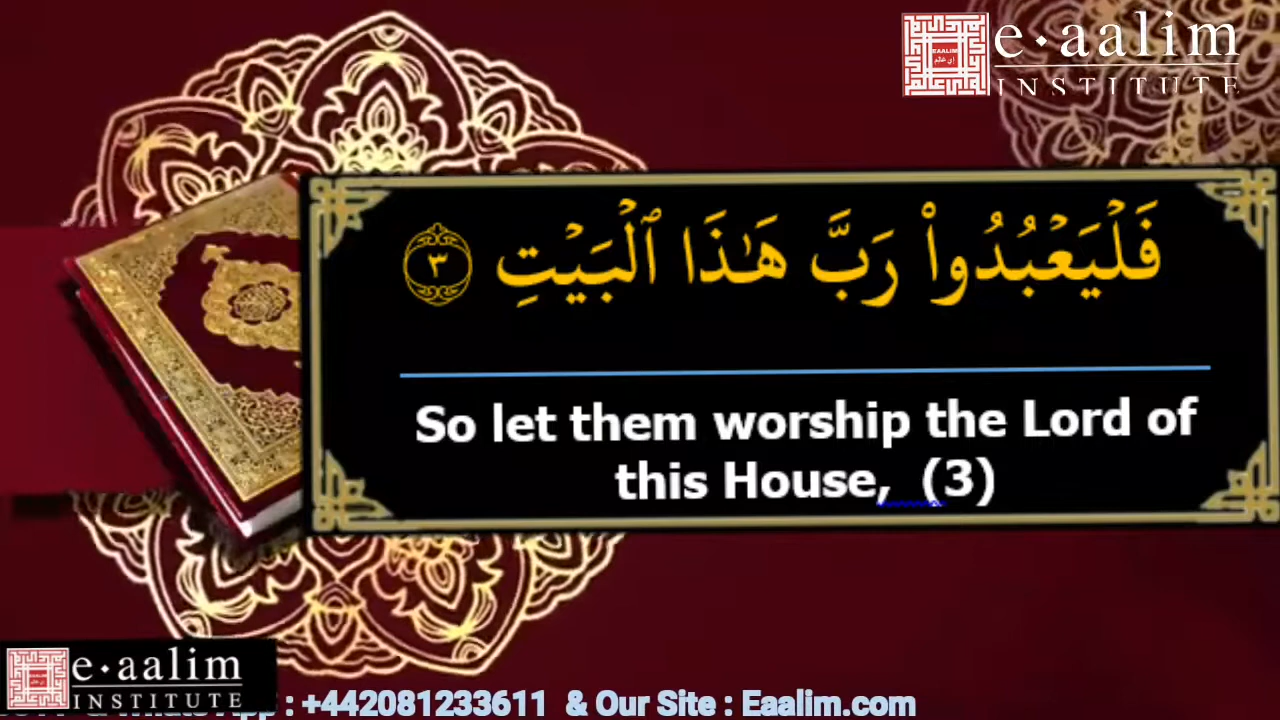 e·aalim
INSTITUTE
فَلْيَعْبُدُوا۟ رَبَّ هَـٰذَا ٱلْبَيْتِ ٣
So let them worship the Lord of
this House, (3)
e·aalim
INSTITUTE
: +442081233611 & Our Site : Eaalim.com